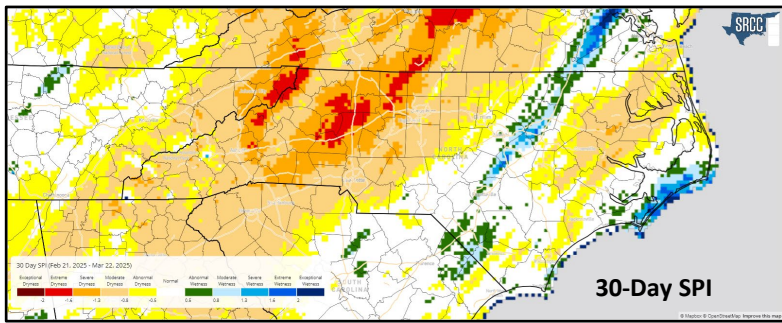 SRCC
NORTH
CAROLINA
SOUTH
CAROLINA
30 Day SPI (Feb 21, 2025 - Mar 22, 2025)
Exceptional Extreme Severe Moderate Abnormal Normal Abnormal Moderate Severe Extreme Exceptional
Dryness Dryness Dryness Dryness Dryness Wetness Wetness Wetness Wetness Wetness
-2 -1.6 -1.3 -0.8 -0.5 0.5 0.8 1.3 1.6 2
30-Day SPI
© Mapbox © OpenStreetMap Improve this map